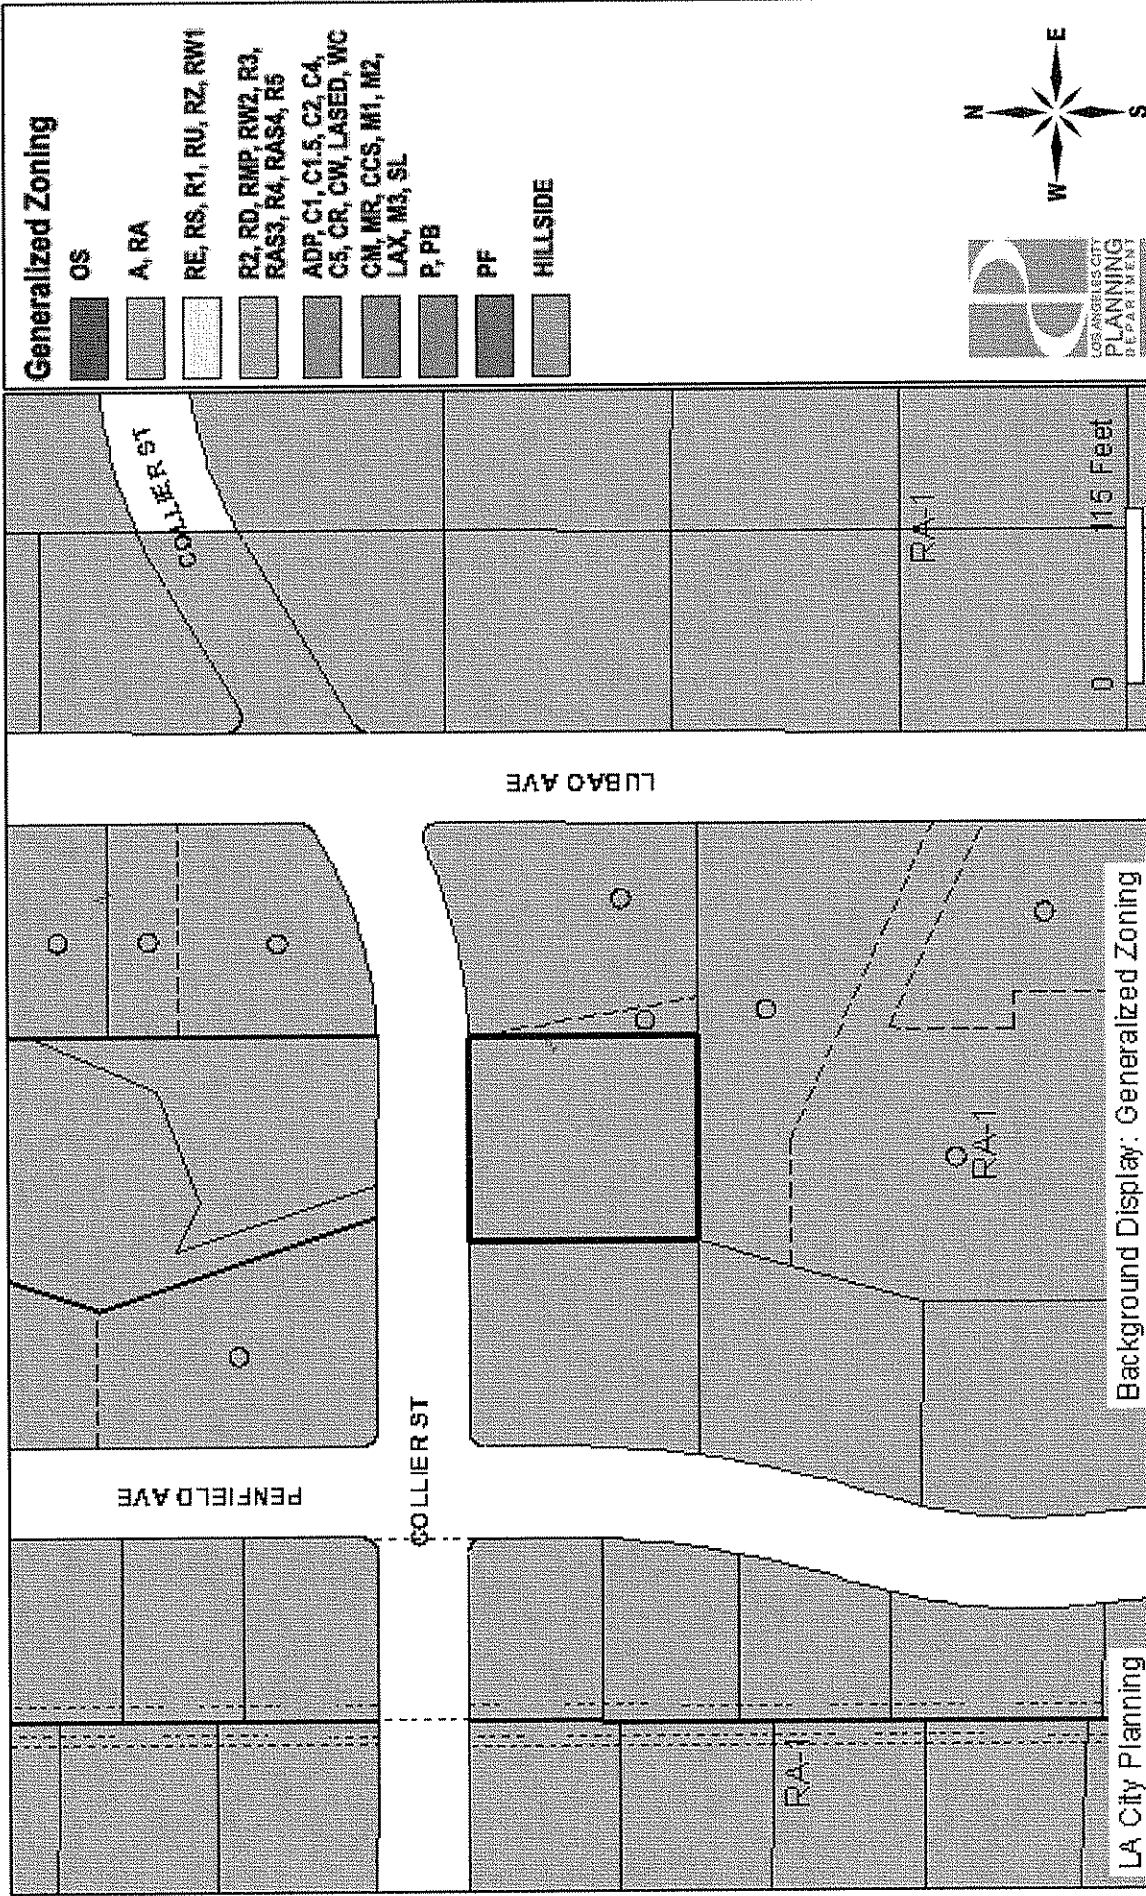 Generalized Zoning
OS
A, RA
RE, RS, R1, RU, RZ, RW1
R2, RD, RMP, RW2, R3,
RAS3, R4, RAS4, R5
ADP, C1, C1.5, C2, C4,
C5, CR, CW, LASED, WC
CM, MR, CCS, M1, M2,
LAX, M3, SL
P, PB
PF
HILLSIDE
N
W
E
S
LOS ANGELES CITY
PLANNING
DEPARTMENT
COLLIER ST
LUBAO AVE
PENFIELD AVE
COLLIER ST
RA-1
RA-1
RA-1
0
115 Feet
LA City Planning
Background Display: Generalized Zoning